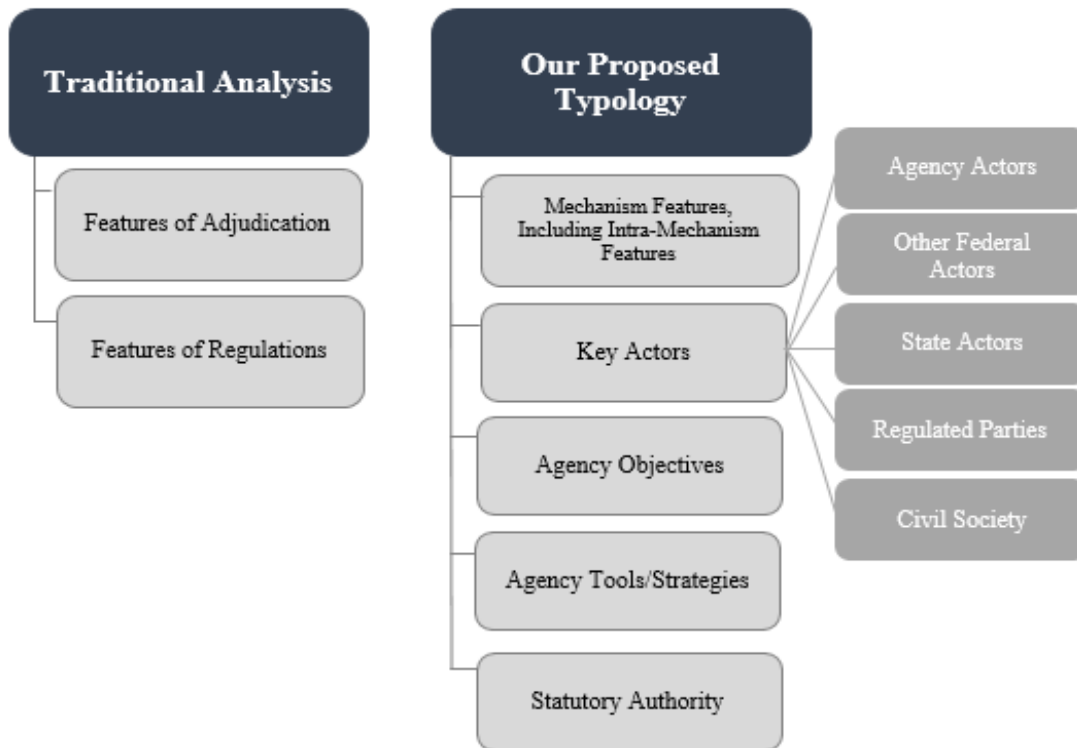 Traditional Analysis
Features of Adjudication
Features of Regulations
Our Proposed
Typology
Mechanism Features,
Including Intra-Mechanism
Features
Key Actors
Agency Objectives
Agency Tools/Strategies
Statutory Authority
Agency Actors
Other Federal
Actors
State Actors
Regulated Parties
Civil Society